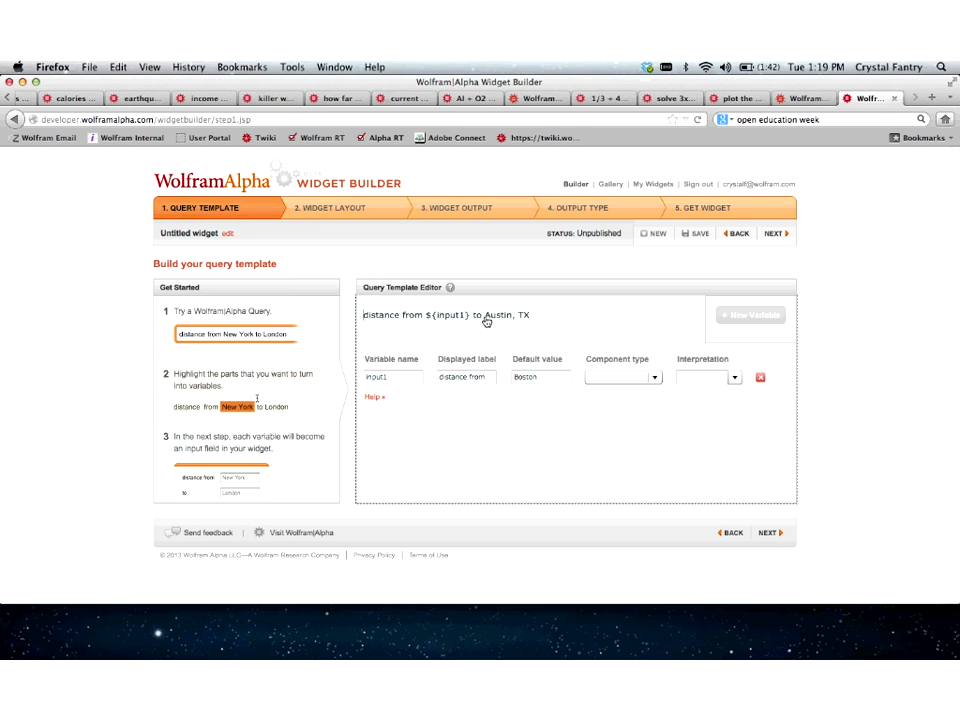 Firefox File Edit View History Bookmarks Tools Window Help (1:42) Tue 1:19 PM Crystal Fantry
Wolfram|Alpha Widget Builder
s ... calories ... earthqu... income ... killer w... how far ... current ... Al + O2 ... Wolfram... 1/3 + 4... solve 3x... plot the ... Wolfram... Wolfr...
developer.wolframalpha.com/widgetbuilder/step1.jsp open education week
Wolfram Email Wolfram Internal User Portal Twiki Wolfram RT Alpha RT Adobe Connect https://twiki.wo... Bookmarks
WolframAlpha WIDGET BUILDER
Builder | Gallery | My Widgets | Sign out | crystalf@wolfram.com
1. QUERY TEMPLATE 2. WIDGET LAYOUT 3. WIDGET OUTPUT 4. OUTPUT TYPE 5. GET WIDGET
Untitled widget edit STATUS: Unpublished NEW SAVE BACK NEXT
Build your query template
Get Started
1 Try a Wolfram|Alpha Query.
distance from New York to London
2 Highlight the parts that you want to turn
into variables.
distance from New York to London
3 In the next step, each variable will become
an input field in your widget.
distance from New York
to London
Query Template Editor ?
distance from ${input1} to Austin, TX
+ New Variable
Variable name Displayed label Default value Component type Interpretation
input1 distance from Boston
Help »
Send feedback | Visit Wolfram|Alpha BACK NEXT
© 2013 Wolfram Alpha LLC—A Wolfram Research Company | Privacy Policy | Terms of Use